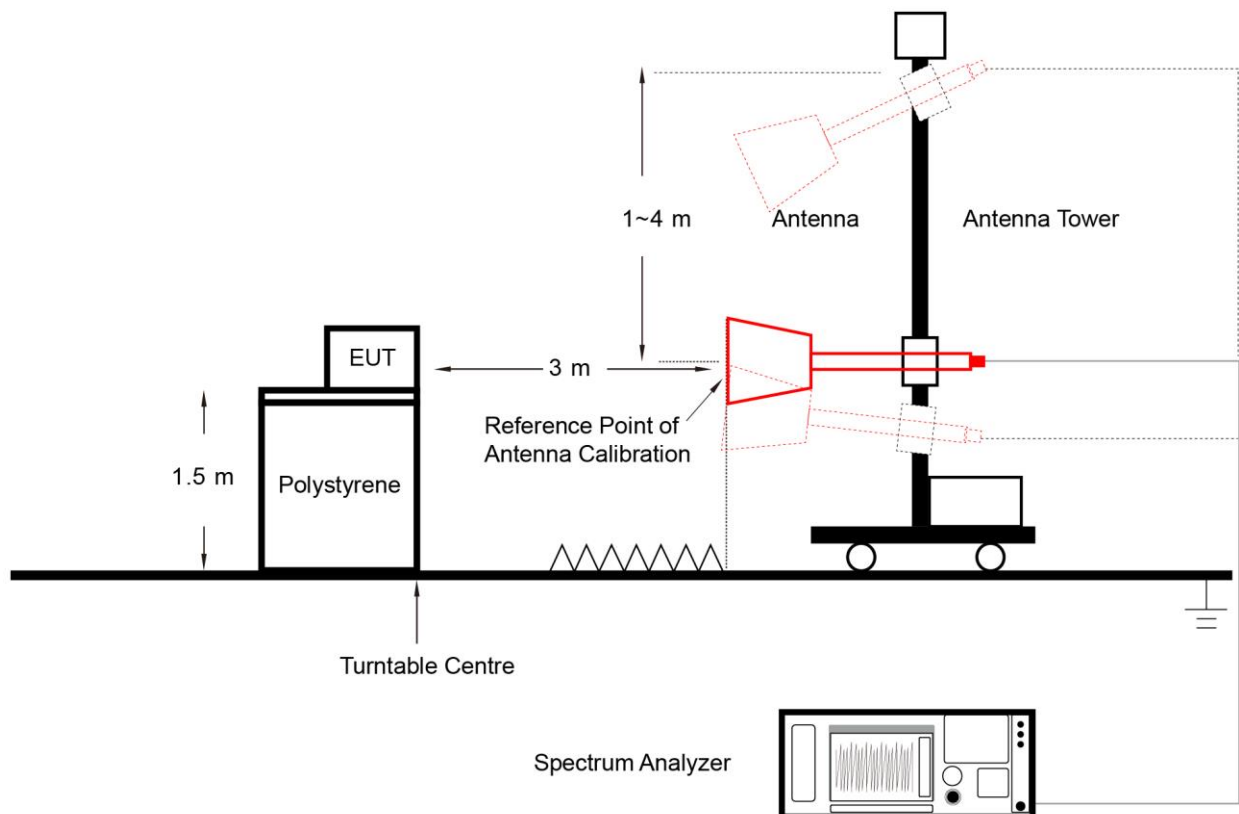 1~4 m
Antenna
Antenna Tower
EUT
3 m
Reference Point of
Antenna Calibration
1.5 m
Polystyrene
Turntable Centre
Spectrum Analyzer